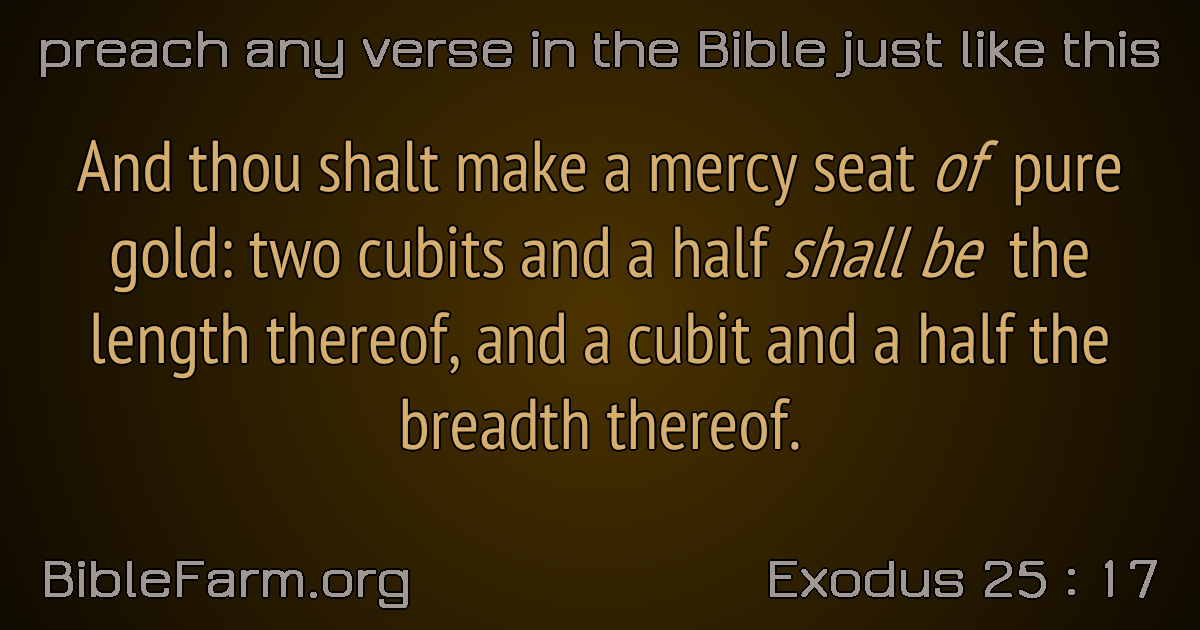 preach any verse in the Bible just like this
And thou shalt make a mercy seat of pure
gold: two cubits and a half shall be the
length thereof, and a cubit and a half the
breadth thereof.
BibleFarm.org
Exodus 25 : 17